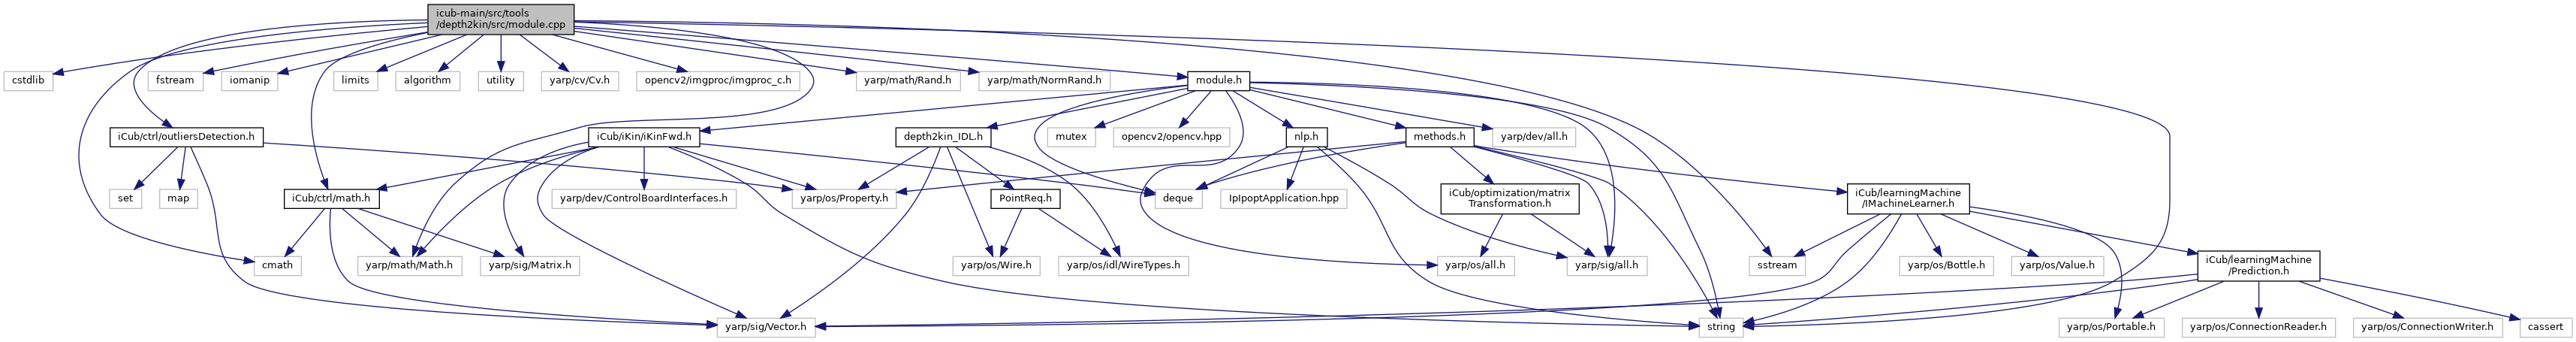 icub-main/src/tools
/depth2kin/src/module.cpp
cstdlib
fstream
iomanip
limits
algorithm
utility
yarp/cv/Cv.h
opencv2/imgproc/imgproc_c.h
yarp/math/Rand.h
yarp/math/NormRand.h
module.h
iCub/ctrl/outliersDetection.h
iCub/iKin/iKinFwd.h
depth2kin_IDL.h
mutex
opencv2/opencv.hpp
nlp.h
methods.h
yarp/dev/all.h
set
map
iCub/ctrl/math.h
yarp/dev/ControlBoardInterfaces.h
yarp/os/Property.h
PointReq.h
deque
IpIpoptApplication.hpp
iCub/optimization/matrix
Transformation.h
iCub/learningMachine
/IMachineLearner.h
cmath
yarp/math/Math.h
yarp/sig/Matrix.h
yarp/os/Wire.h
yarp/os/idl/WireTypes.h
yarp/os/all.h
yarp/sig/all.h
sstream
yarp/os/Bottle.h
yarp/os/Value.h
iCub/learningMachine
/Prediction.h
yarp/sig/Vector.h
string
yarp/os/Portable.h
yarp/os/ConnectionReader.h
yarp/os/ConnectionWriter.h
cassert